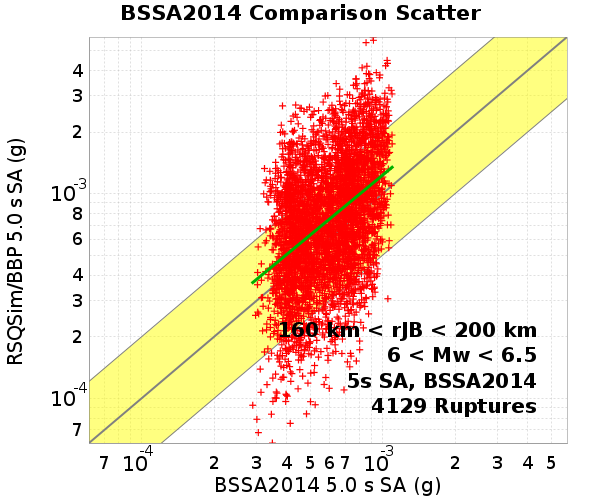 BSSA2014 Comparison Scatter
RSQSim/BBP 5.0 s SA (g)
4
3
2
10-3
8
6
4
3
2
10-4
7
160 km < rJB < 200 km
6 < Mw < 6.5
5s SA, BSSA2014
4129 Ruptures
7 10-4 2 3 4 5 6 7 10-3 2 3 4 5
BSSA2014 5.0 s SA (g)